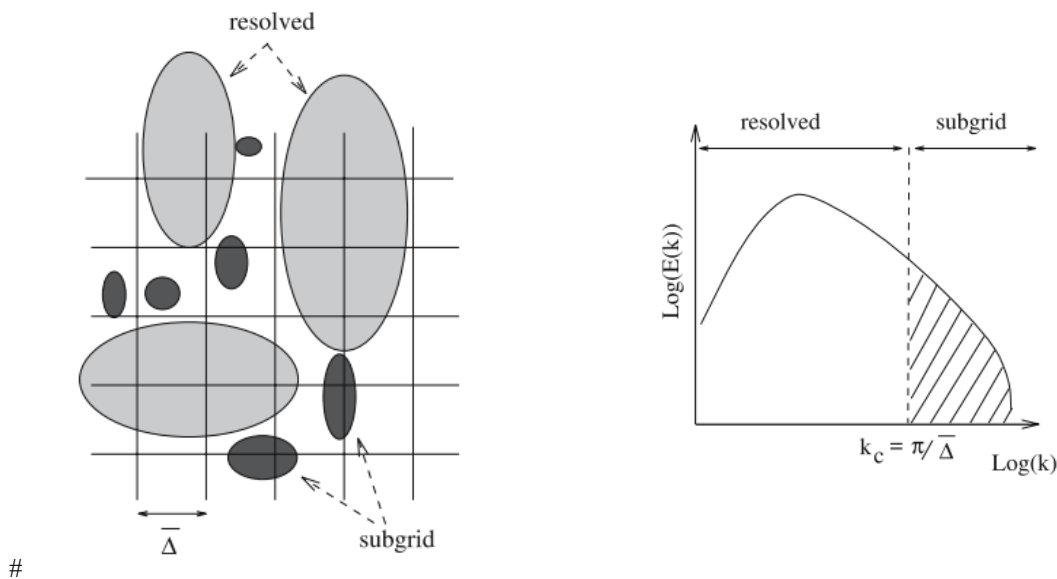 resolved
subgrid
Δ̅
resolved
subgrid
Log(E(k))
k_c = π/Δ̅
Log(k)
#